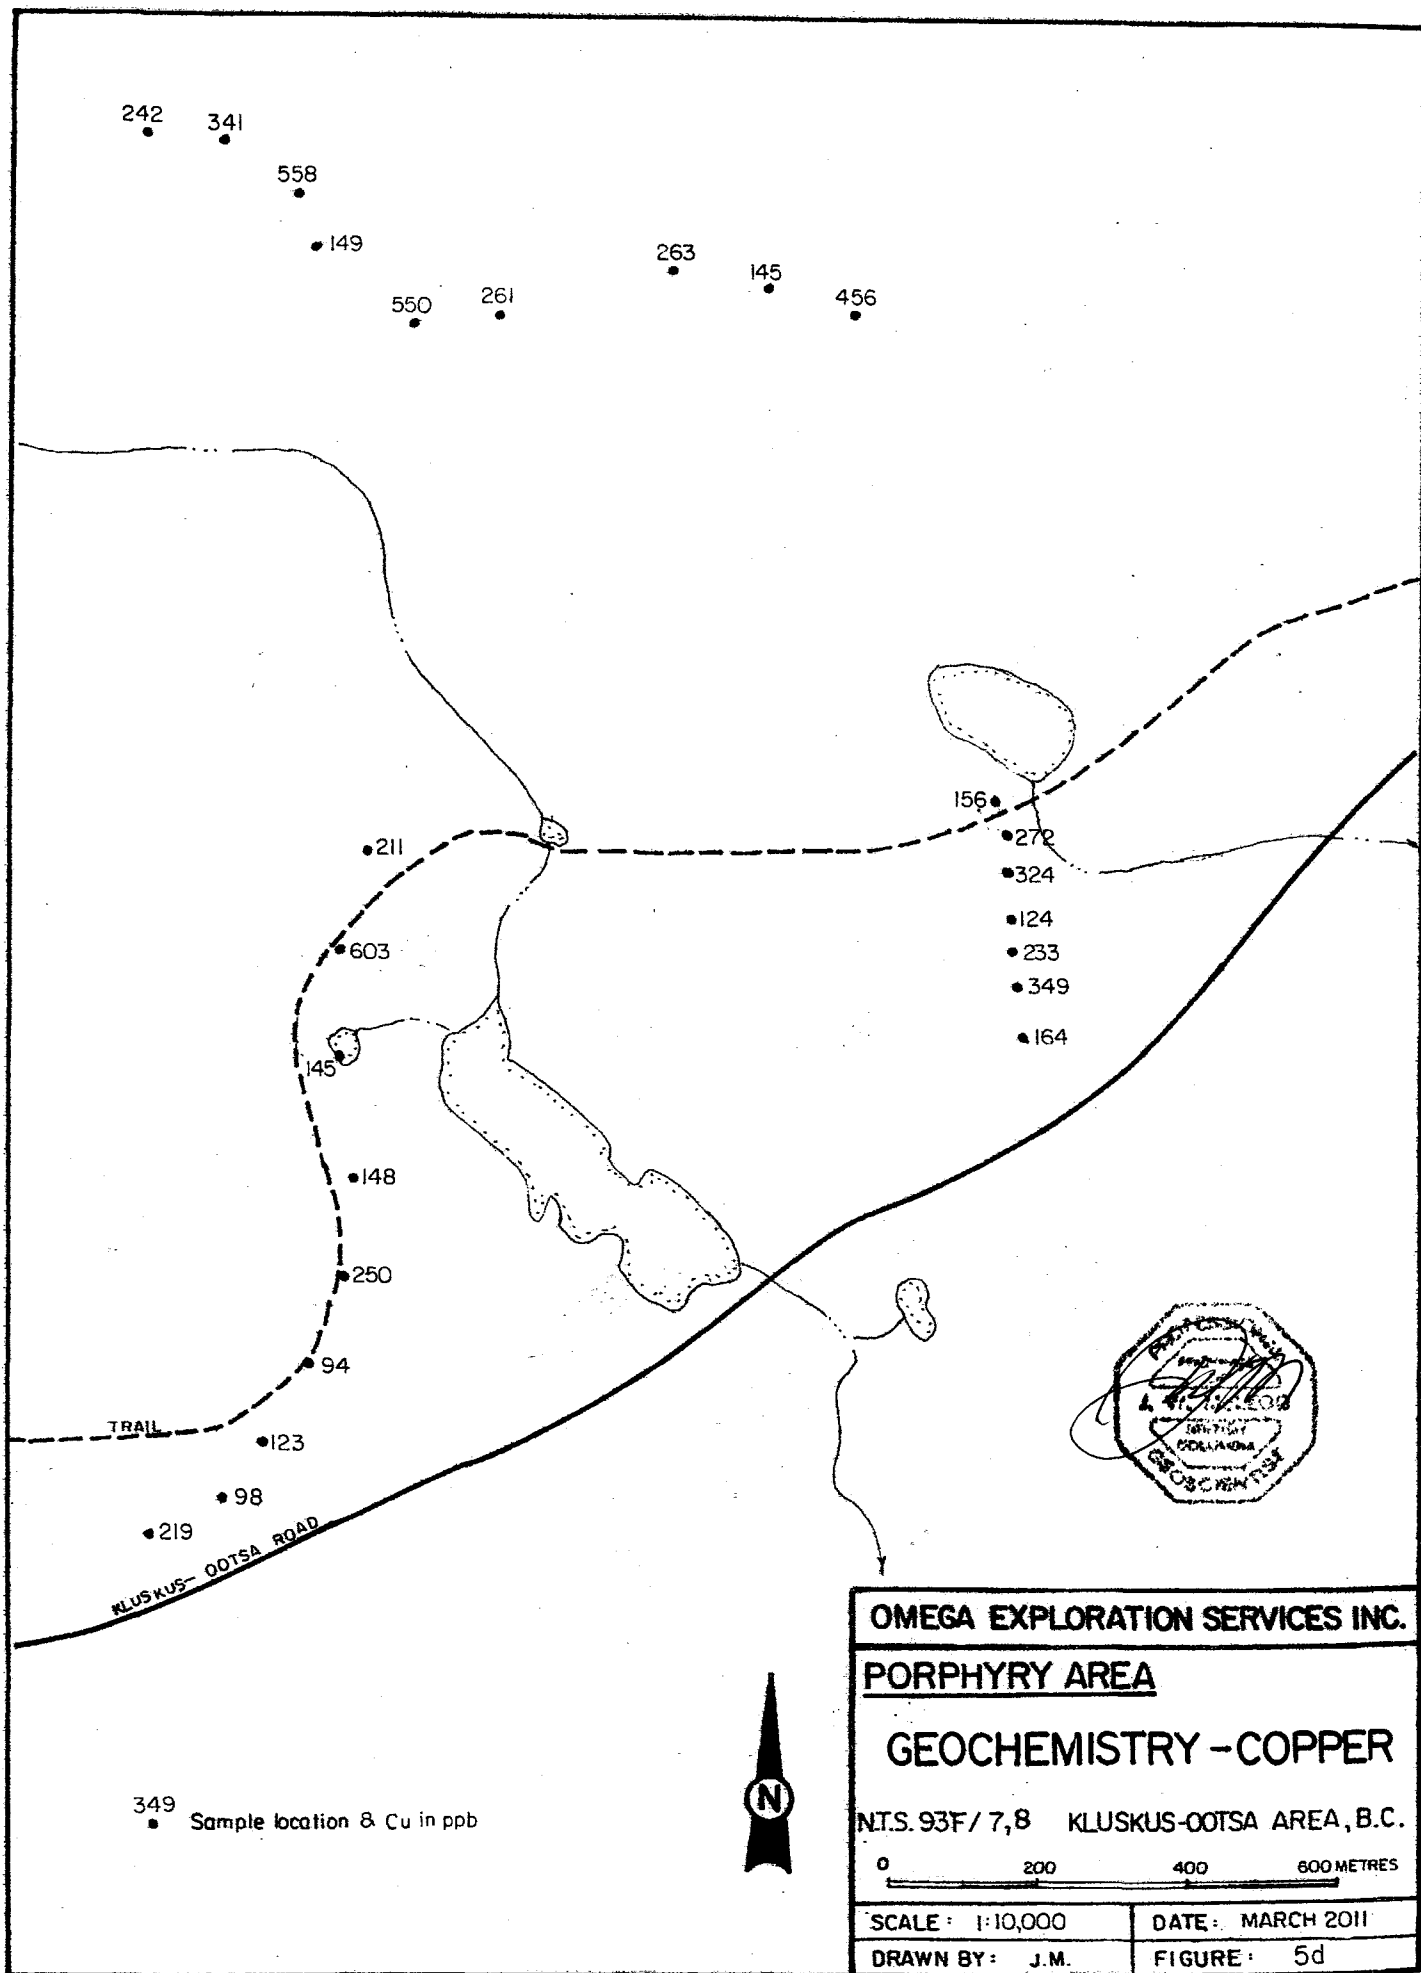 242
341
558
149
263
145
456
550
261
156
272
211
324
124
603
233
349
145
164
148
250
94
TRAIL
123
98
219
KLUSKUS-OOTSA ROAD
BRITISH
COLUMBIA
GEOSCIENTIST
OMEGA EXPLORATION SERVICES INC.
PORPHYRY AREA
GEOCHEMISTRY-COPPER
N.T.S. 93F/7,8 KLUSKUS-OOTSA AREA, B.C.
0 200 400 600 METRES
SCALE: 1:10,000 DATE: MARCH 2011
DRAWN BY: J.M. FIGURE: 5d
N
349 Sample location & Cu in ppb